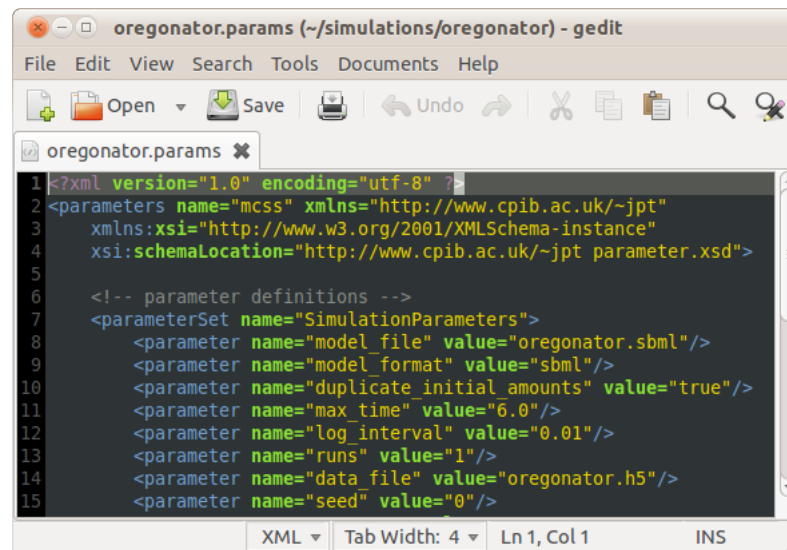 oregonator.params (~/simulations/oregonator) - gedit
File Edit View Search Tools Documents Help
Open Save Undo
oregonator.params
1 <?xml version="1.0" encoding="utf-8" ?>
2 <parameters name="mcss" xmlns="http://www.cpib.ac.uk/~jpt"
3 xmlns:xsi="http://www.w3.org/2001/XMLSchema-instance"
4 xsi:schemaLocation="http://www.cpib.ac.uk/~jpt parameter.xsd">
5
6 <!-- parameter definitions -->
7 <parameterSet name="SimulationParameters">
8 <parameter name="model_file" value="oregonator.sbml"/>
9 <parameter name="model_format" value="sbml"/>
10 <parameter name="duplicate_initial_amounts" value="true"/>
11 <parameter name="max_time" value="6.0"/>
12 <parameter name="log_interval" value="0.01"/>
13 <parameter name="runs" value="1"/>
14 <parameter name="data_file" value="oregonator.h5"/>
15 <parameter name="seed" value="0"/>
XML Tab Width: 4 Ln 1, Col 1 INS